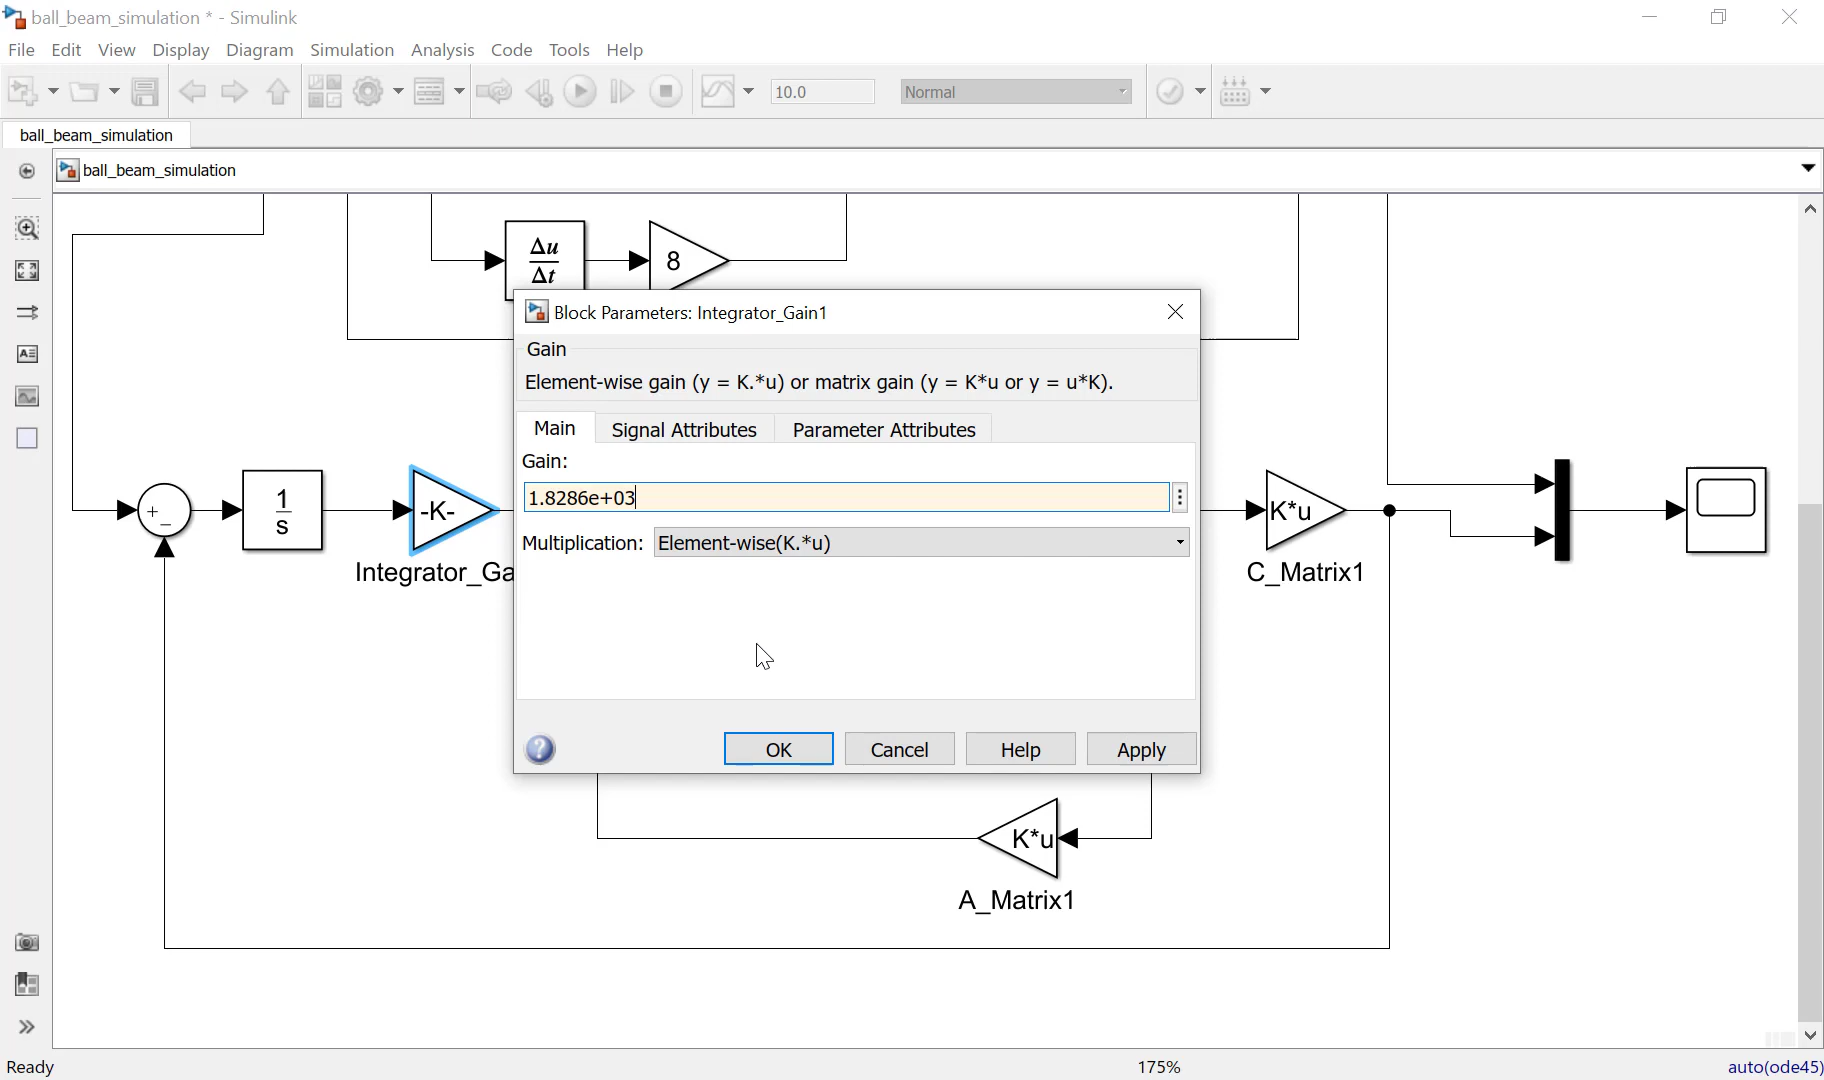 ball_beam_simulation * - Simulink
File Edit View Display Diagram Simulation Analysis Code Tools Help
10.0 Normal
ball_beam_simulation
ball_beam_simulation
Δu
Δt
8
Block Parameters: Integrator_Gain1
Gain
Element-wise gain (y = K.*u) or matrix gain (y = K*u or y = u*K).
Main Signal Attributes Parameter Attributes
Gain:
1.8286e+03
Multiplication: Element-wise(K.*u)
OK Cancel Help Apply
+
_
1
s
-K-
Integrator_Ga
K*u
C_Matrix1
K*u
A_Matrix1
Ready 175% auto(ode45)